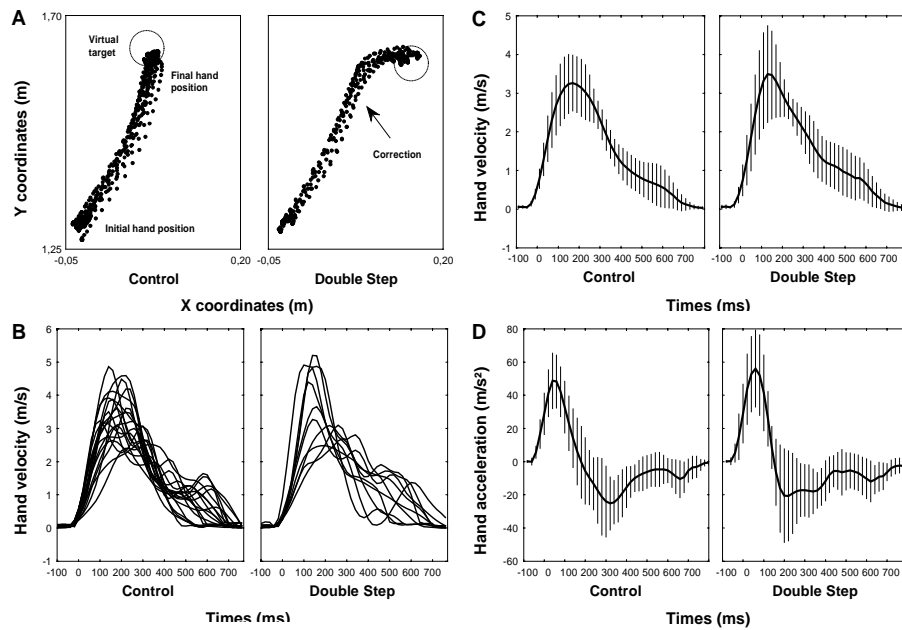 A
Y coordinates (m)
1,70
1,25
Virtual
target
Final hand
position
Initial hand position
Correction
-0,05
0,20
-0,05
0,20
Control
Double Step
X coordinates (m)
B
Hand velocity (m/s)
6
5
4
3
2
1
0
-1
-100 0 100 200 300 400 500 600 700
-100 0 100 200 300 400 500 600 700
Control
Double Step
Times (ms)
C
Hand velocity (m/s)
5
4
3
2
1
0
-1
-100 0 100 200 300 400 500 600 700
-100 0 100 200 300 400 500 600 700
Control
Double Step
Times (ms)
D
Hand acceleration (m/s²)
80
60
40
20
0
-20
-40
-60
-100 0 100 200 300 400 500 600 700
-100 0 100 200 300 400 500 600 700
Control
Double Step
Times (ms)